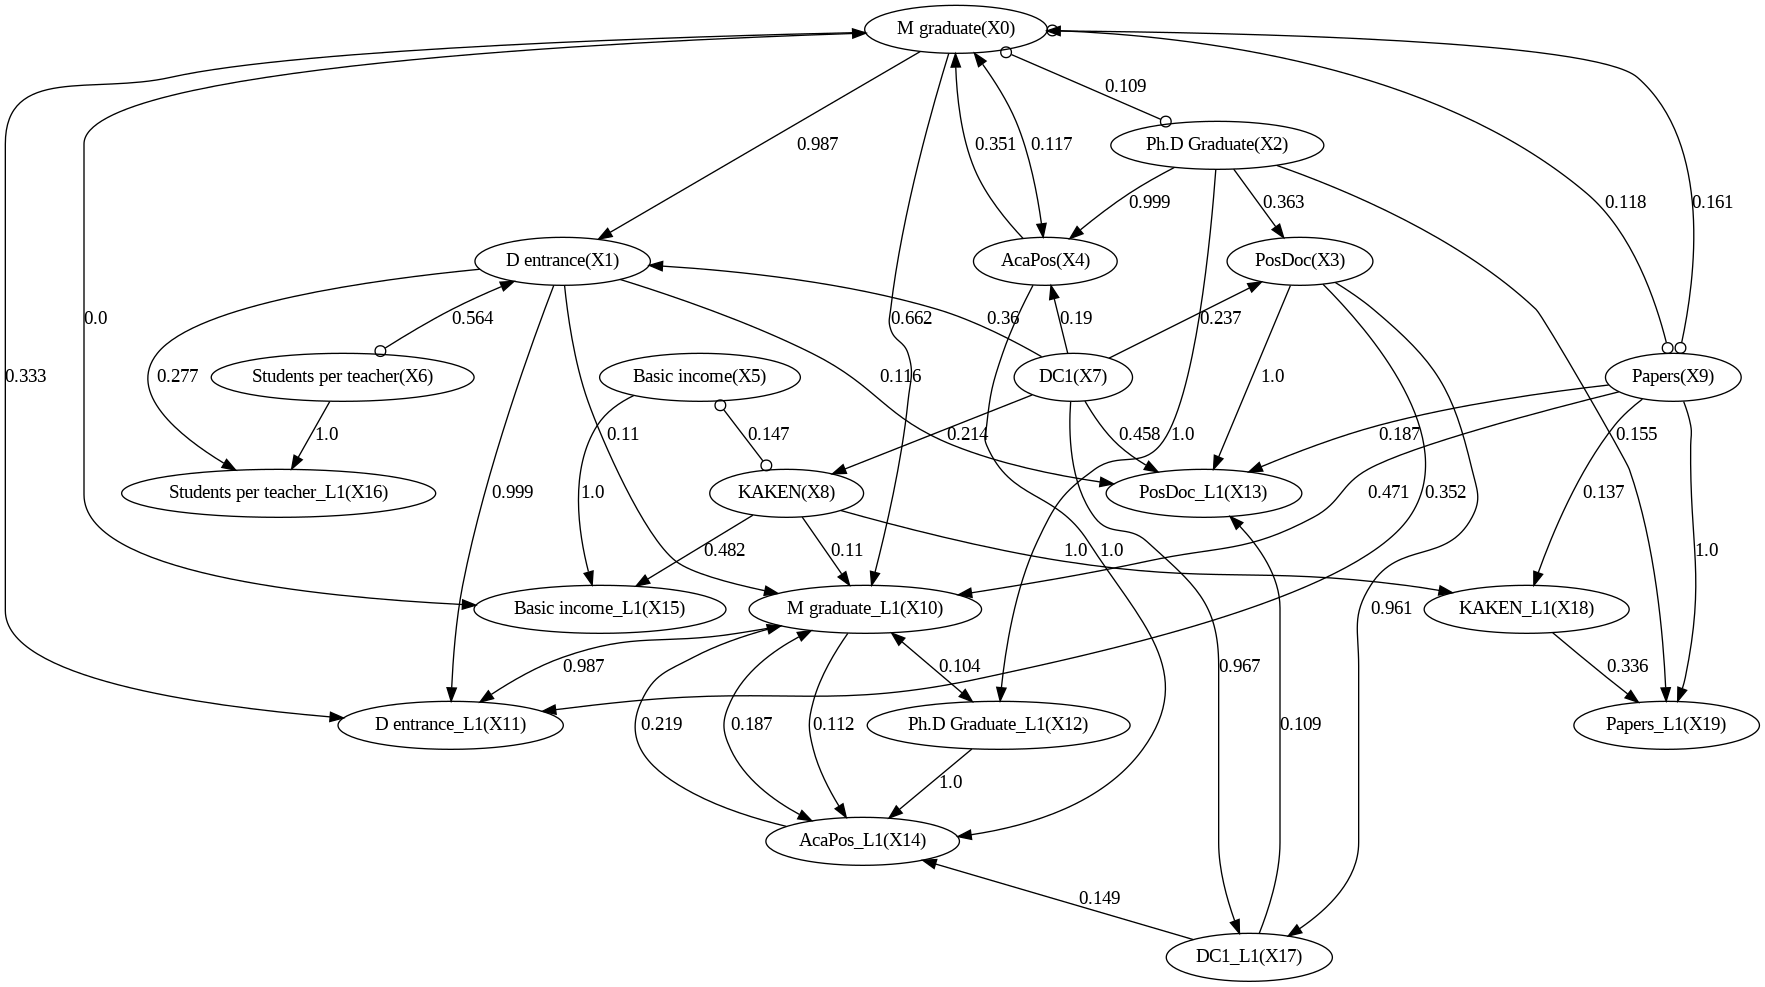 M graduate(X0)
0.109
Ph.D Graduate(X2)
0.987
0.351
0.117
0.999
0.363
0.118
0.161
D entrance(X1)
AcaPos(X4)
PosDoc(X3)
0.564
0.0
0.662
0.36
0.19
0.237
0.333
0.277
Students per teacher(X6)
Basic income(X5)
0.116
DC1(X7)
1.0
Papers(X9)
1.0
0.11
0.147
0.214
0.458
1.0
0.187
0.155
Students per teacher_L1(X16)
0.999
1.0
KAKEN(X8)
PosDoc_L1(X13)
0.471
0.352
0.137
0.482
0.11
1.0
1.0
1.0
Basic income_L1(X15)
M graduate_L1(X10)
0.961
KAKEN_L1(X18)
0.987
0.104
0.967
0.336
D entrance_L1(X11)
0.219
0.187
0.112
Ph.D Graduate_L1(X12)
0.109
Papers_L1(X19)
1.0
AcaPos_L1(X14)
0.149
DC1_L1(X17)